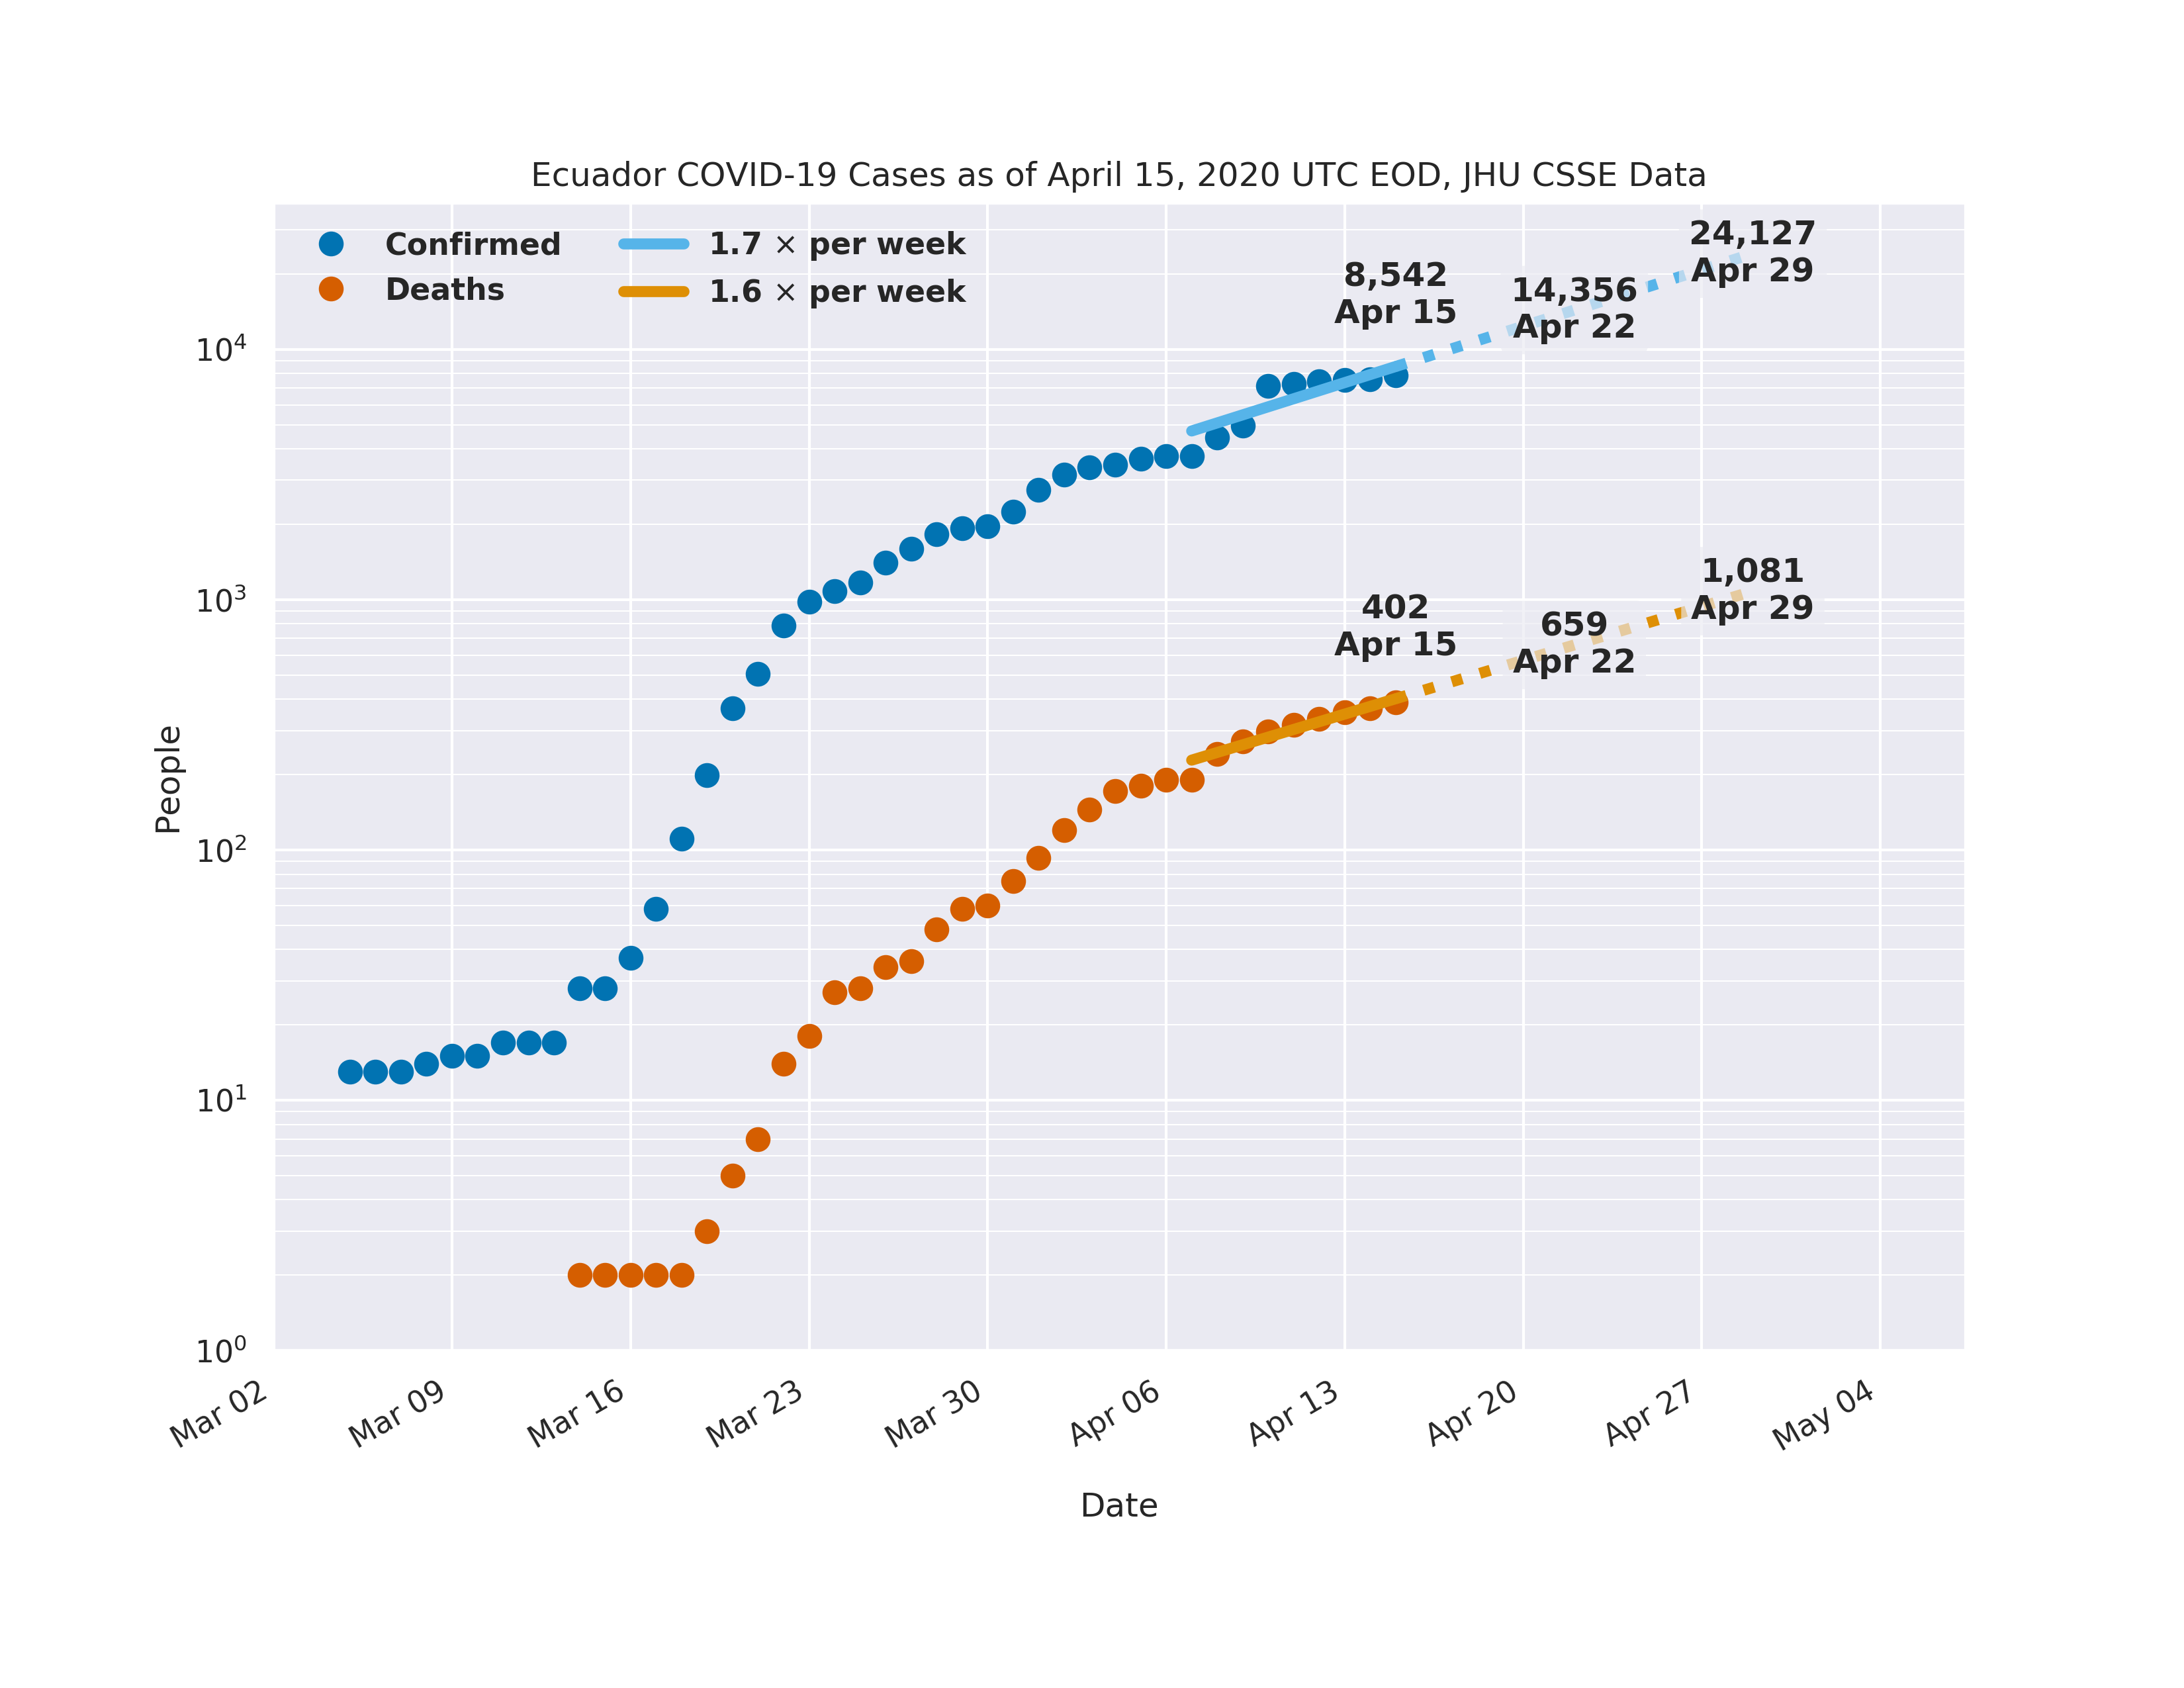 Ecuador COVID-19 Cases as of April 15, 2020 UTC EOD, JHU CSSE Data
Confirmed
Deaths
1.7 × per week
1.6 × per week
24,127
Apr 29
8,542
Apr 15
14,356
Apr 22
1,081
Apr 29
402
Apr 15
659
Apr 22
People
10⁴
10³
10²
10¹
10⁰
Mar 02
Mar 09
Mar 16
Mar 23
Mar 30
Apr 06
Apr 13
Apr 20
Apr 27
May 04
Date